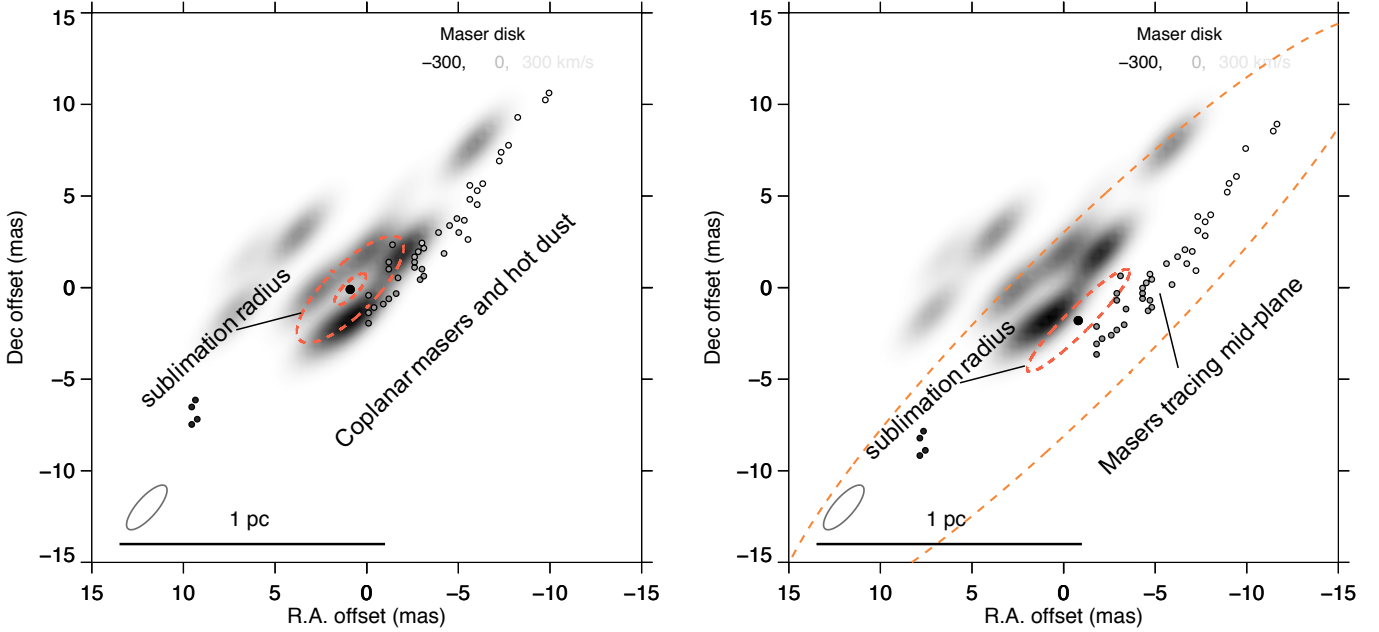 Maser disk
−300, 0, 300 km/s
15
10
5
0
−5
−10
−15
Dec offset (mas)
sublimation radius
Coplanar masers and hot dust
1 pc
15
10
5
0
−5
−10
−15
R.A. offset (mas)
Maser disk
−300, 0, 300 km/s
15
10
5
0
−5
−10
−15
Dec offset (mas)
sublimation radius
Masers tracing mid-plane
1 pc
15
10
5
0
−5
−10
−15
R.A. offset (mas)